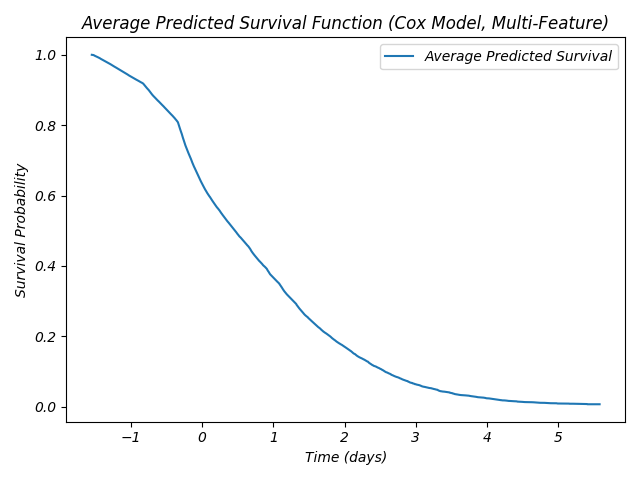 Average Predicted Survival Function (Cox Model, Multi-Feature)
Average Predicted Survival
Survival Probability
1.0
0.8
0.6
0.4
0.2
0.0
−1 0 1 2 3 4 5
Time (days)